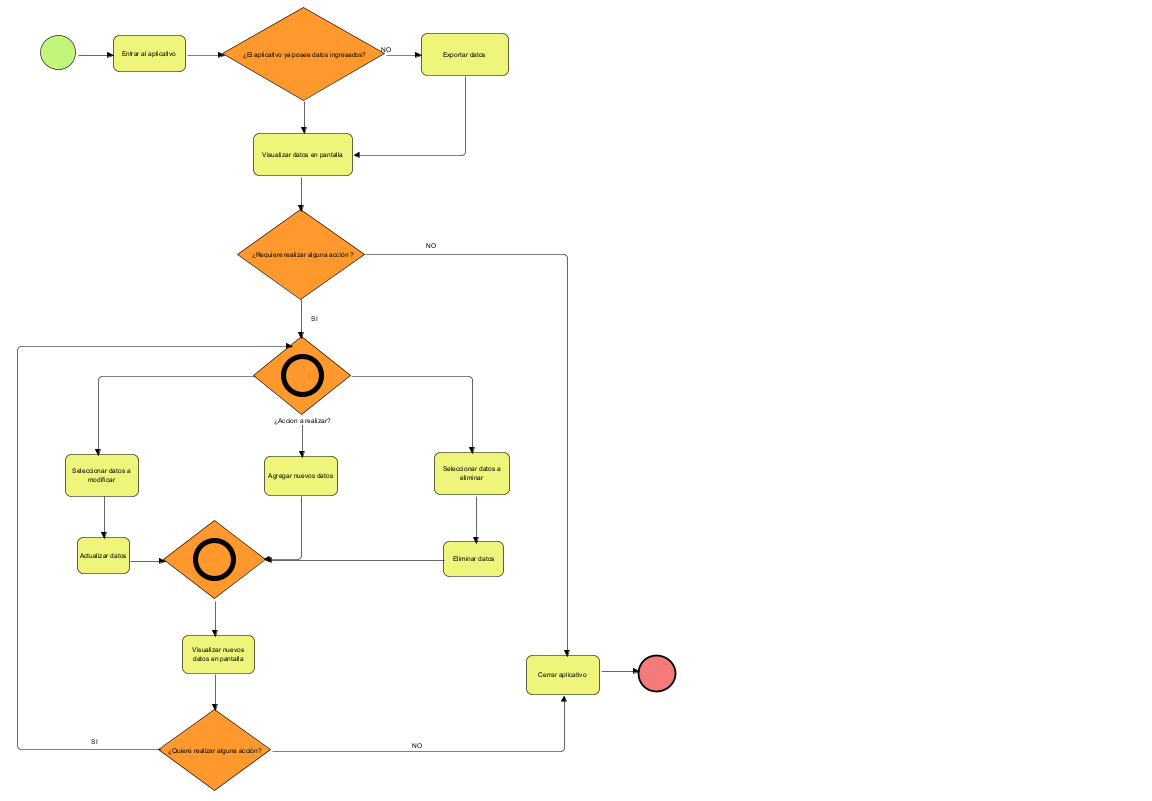 Entrar al aplicativo
¿El aplicativo ya posee datos ingresados?
NO
Exportar datos
Visualizar datos en pantalla
¿Requiere realizar alguna acción ?
NO
SI
¿Accion a realizar?
Seleccionar datos a
modificar
Agregar nuevos datos
Seleccionar datos a
eliminar
Actualizar datos
Eliminar datos
Visualizar nuevos
datos en pantalla
Cerrar aplicativo
¿Quiere realizar alguna acción?
SI
NO